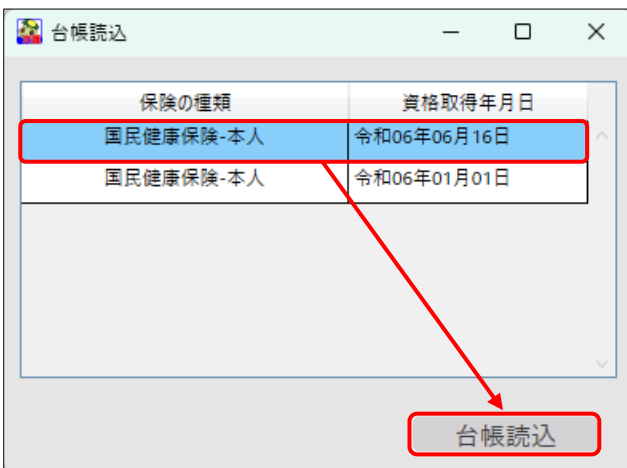 台帳読込
保険の種類 資格取得年月日
国民健康保険-本人 令和06年06月16日
国民健康保険-本人 令和06年01月01日
台帳読込